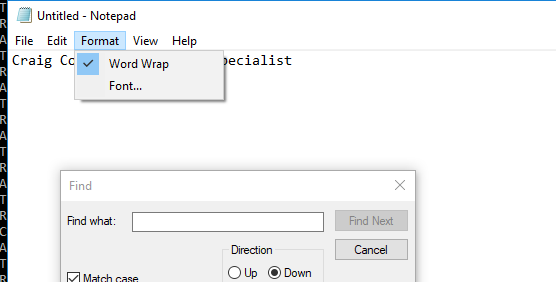 Untitled - Notepad
File Edit Format View Help
Craig Co pecialist
Word Wrap
Font...
Find
Find what: Find Next
Direction Cancel
Match case Up Down
T
R
A
T
R
A
T
R
A
T
R
C
A
T
R